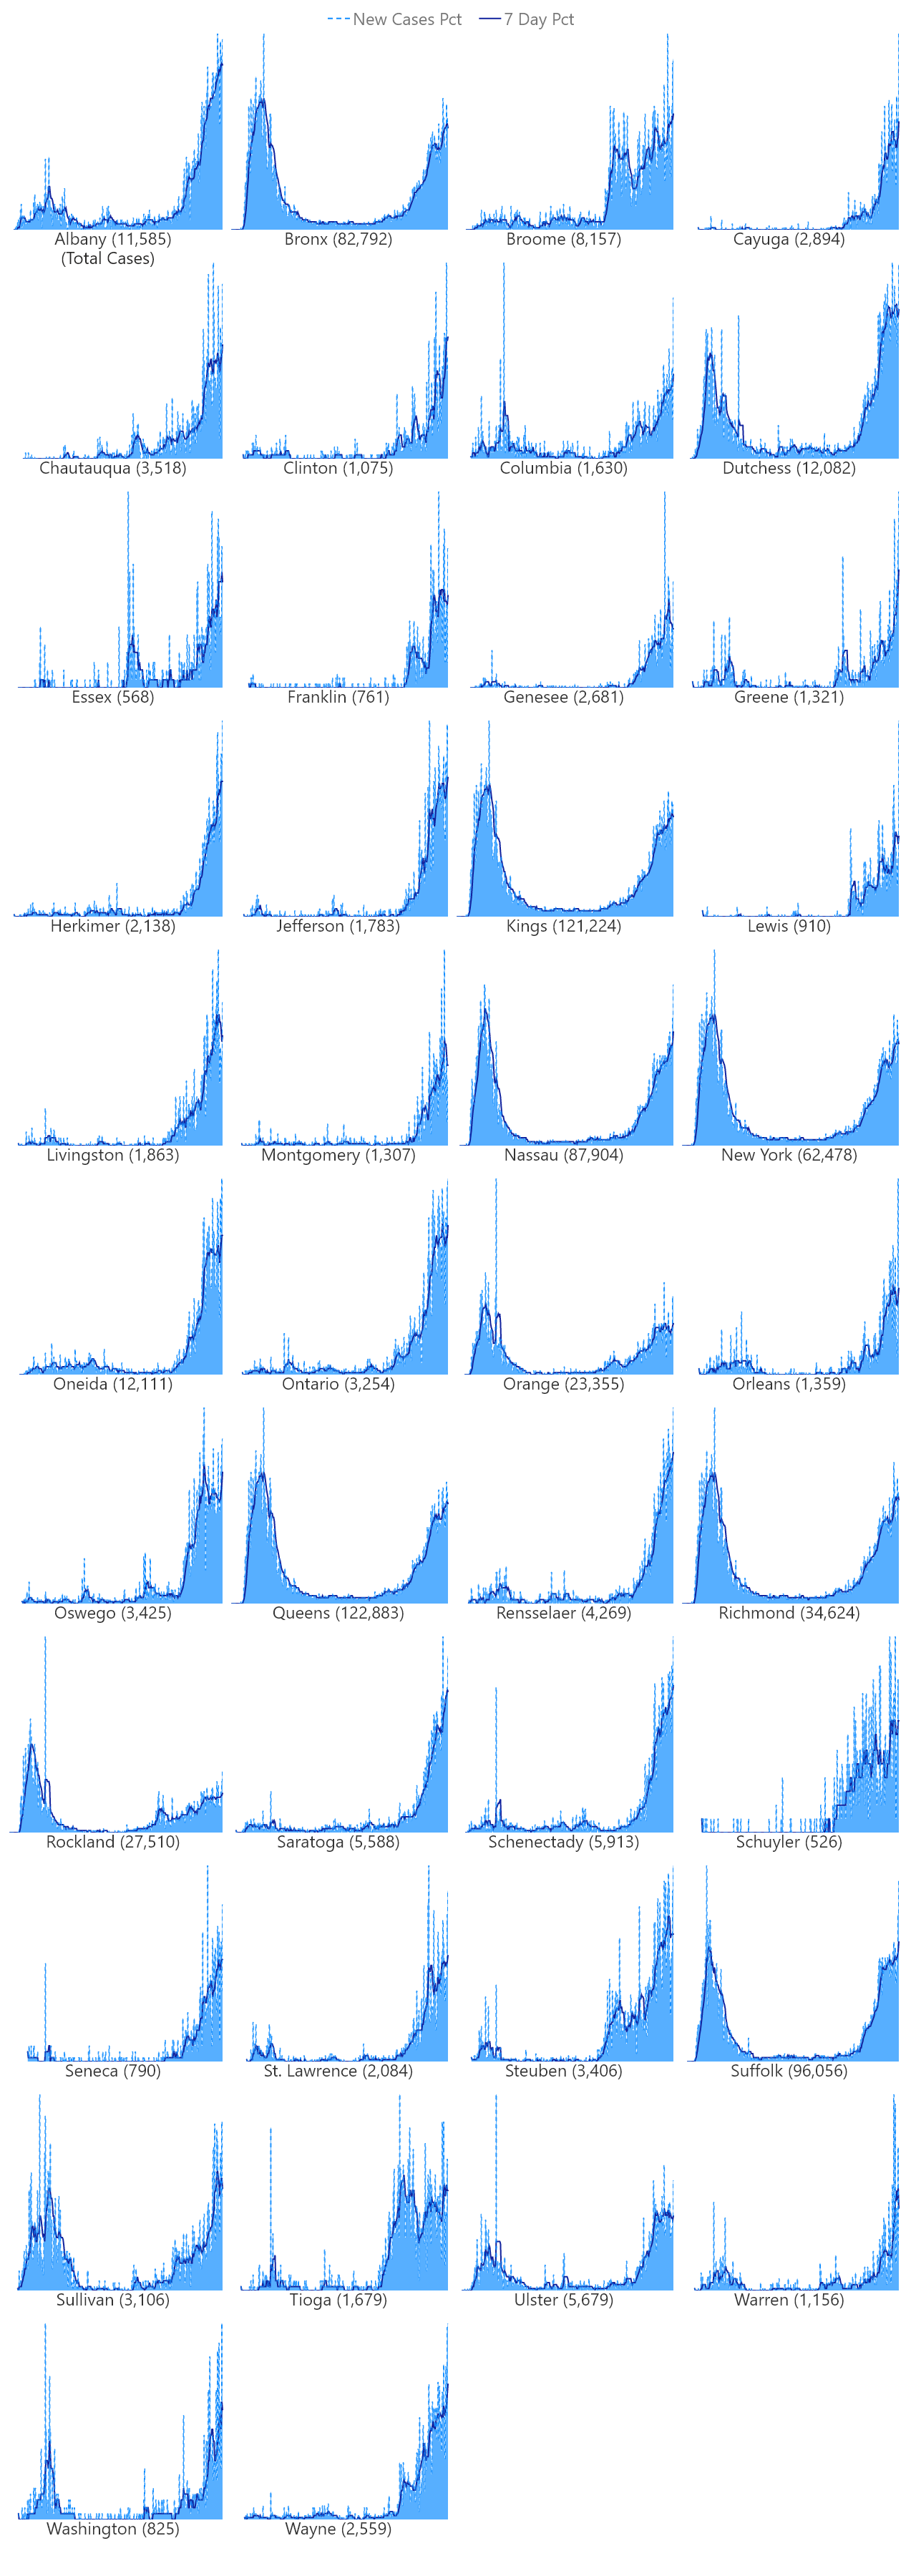 New Cases Pct 7 Day Pct
Albany (11,585) Bronx (82,792) Broome (8,157) Cayuga (2,894)
(Total Cases)
Chautauqua (3,518) Clinton (1,075) Columbia (1,630) Dutchess (12,082)
Essex (568) Franklin (761) Genesee (2,681) Greene (1,321)
Herkimer (2,138) Jefferson (1,783) Kings (121,224) Lewis (910)
Livingston (1,863) Montgomery (1,307) Nassau (87,904) New York (62,478)
Oneida (12,111) Ontario (3,254) Orange (23,355) Orleans (1,359)
Oswego (3,425) Queens (122,883) Rensselaer (4,269) Richmond (34,624)
Rockland (27,510) Saratoga (5,588) Schenectady (5,913) Schuyler (526)
Seneca (790) St. Lawrence (2,084) Steuben (3,406) Suffolk (96,056)
Sullivan (3,106) Tioga (1,679) Ulster (5,679) Warren (1,156)
Washington (825) Wayne (2,559)